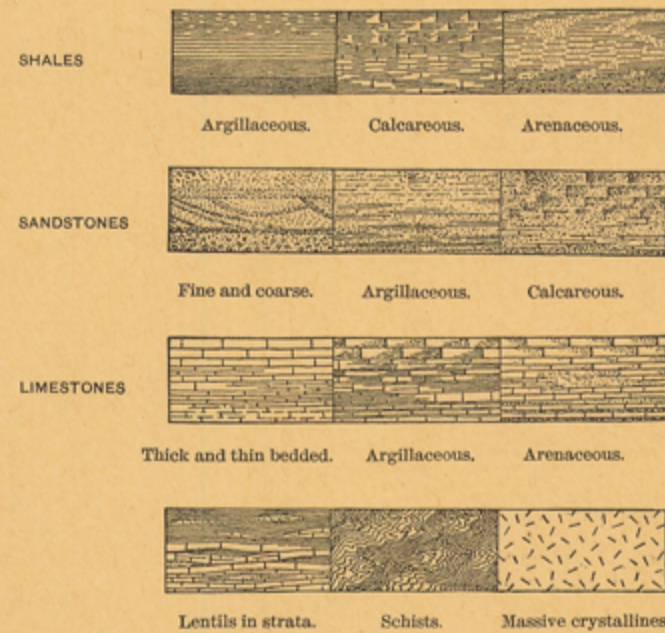 SHALES
Argillaceous. Calcareous. Arenaceous.
SANDSTONES
Fine and coarse. Argillaceous. Calcareous.
LIMESTONES
Thick and thin bedded. Argillaceous. Arenaceous.
Lentils in strata. Schists. Massive crystallines